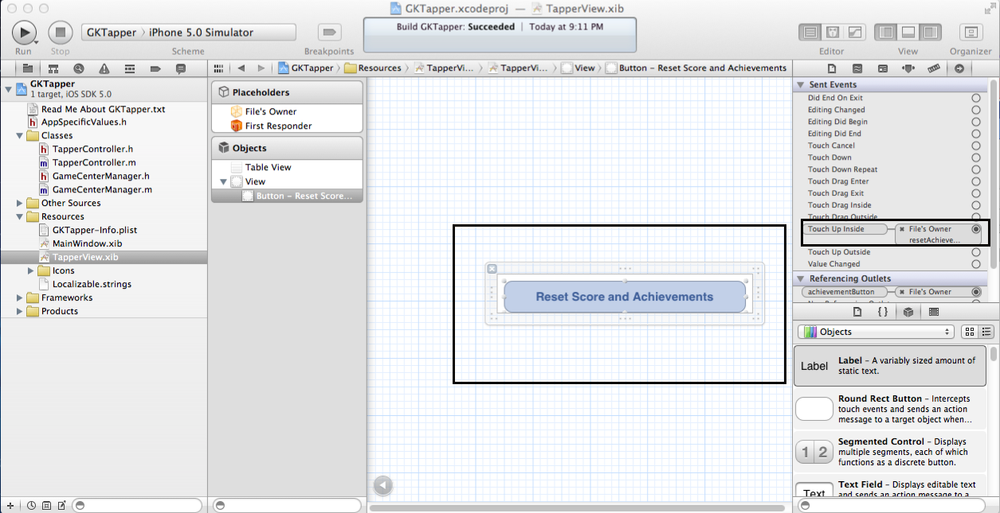 GKTapper.xcodeproj — TapperView.xib
GKTapper › iPhone 5.0 Simulator
Build GKTapper: Succeeded | Today at 9:11 PM
Run
Stop
Scheme
Breakpoints
Editor
View
Organizer
GKTapper › Resources › TapperVi... › TapperVi... › View › Button – Reset Score and Achievements
GKTapper
1 target, iOS SDK 5.0
Read Me About GKTapper.txt
AppSpecificValues.h
Classes
TapperController.h
TapperController.m
GameCenterManager.h
GameCenterManager.m
Other Sources
Resources
GKTapper-Info.plist
MainWindow.xib
TapperView.xib
Icons
Localizable.strings
Frameworks
Products
Placeholders
File's Owner
First Responder
Objects
Table View
View
Button – Reset Score...
Reset Score and Achievements
Sent Events
Did End On Exit
Editing Changed
Editing Did Begin
Editing Did End
Touch Cancel
Touch Down
Touch Down Repeat
Touch Drag Enter
Touch Drag Exit
Touch Drag Inside
Touch Drag Outside
Touch Up Inside
File's Owner
resetAchieve...
Touch Up Outside
Value Changed
Referencing Outlets
achievementButton
File's Owner
Objects
Label
Label – A variably sized amount of
static text.
Round Rect Button – Intercepts
touch events and sends an action
message to a target object when...
1 2
Segmented Control – Displays
multiple segments, each of which
functions as a discrete button.
Text
Text Field – Displays editable text
and sends an action message to a